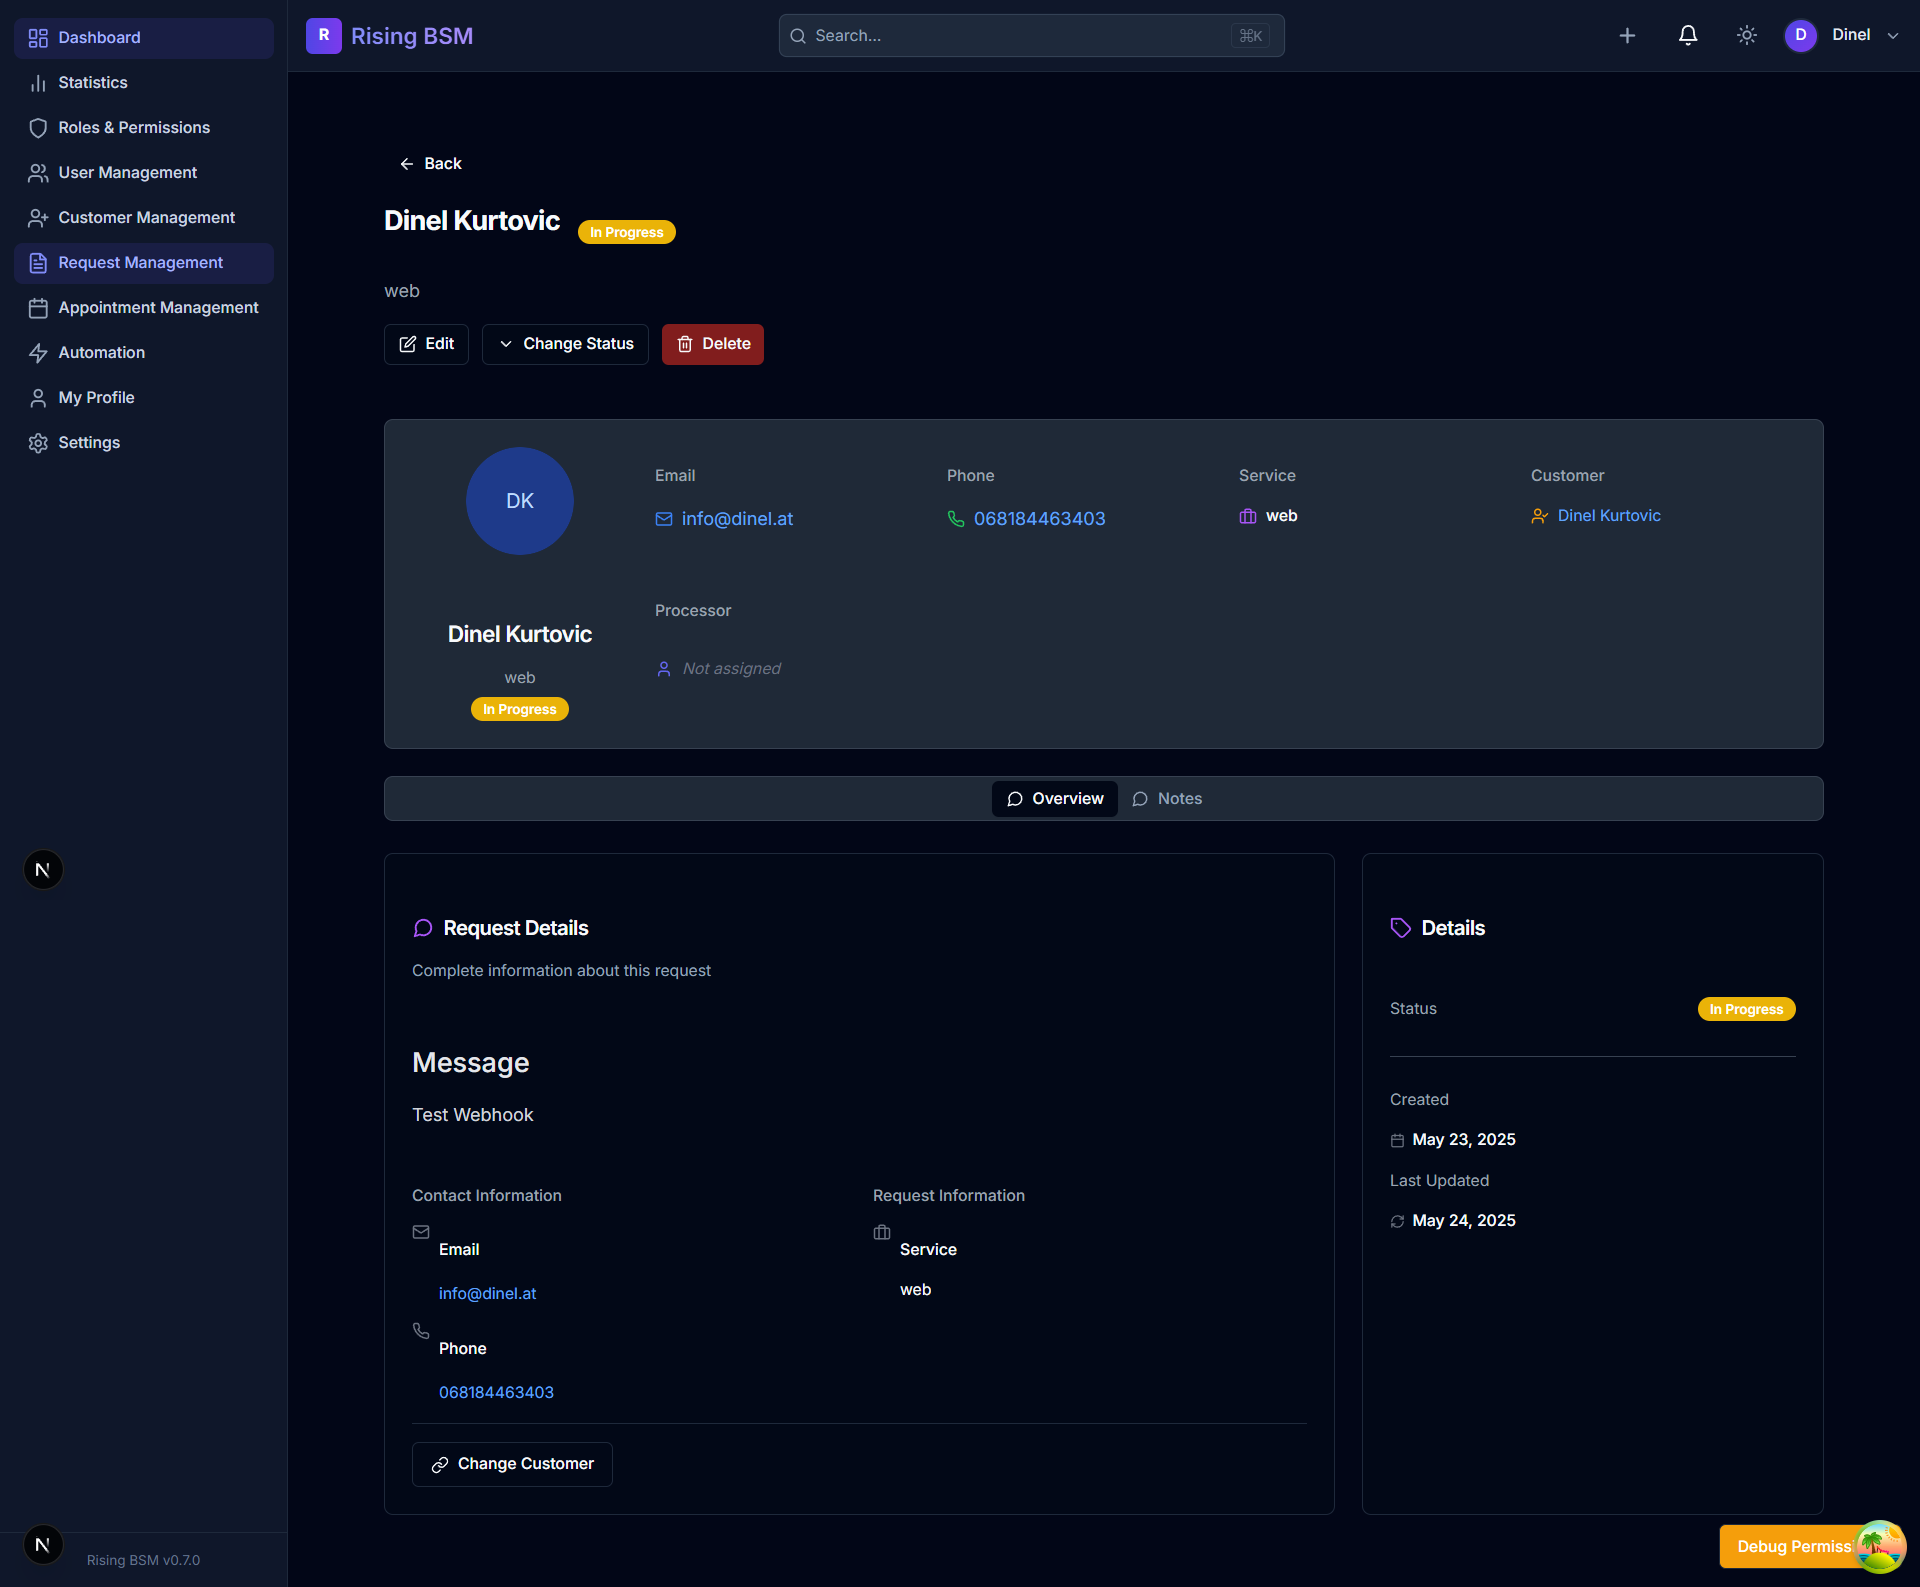 Dashboard
Statistics
Roles & Permissions
User Management
Customer Management
Request Management
Appointment Management
Automation
My Profile
Settings
N
N
Rising BSM v0.7.0
R
Rising BSM
Search...
⌘K
D
Dinel
Back
Dinel Kurtovic
In Progress
web
Edit
Change Status
Delete
DK
Dinel Kurtovic
web
In Progress
Email
info@dinel.at
Phone
068184463403
Service
web
Customer
Dinel Kurtovic
Processor
Not assigned
Overview
Notes
Request Details
Complete information about this request
Message
Test Webhook
Contact Information
Email
info@dinel.at
Phone
068184463403
Request Information
Service
web
Change Customer
Details
Status
In Progress
Created
May 23, 2025
Last Updated
May 24, 2025
Debug Permissi